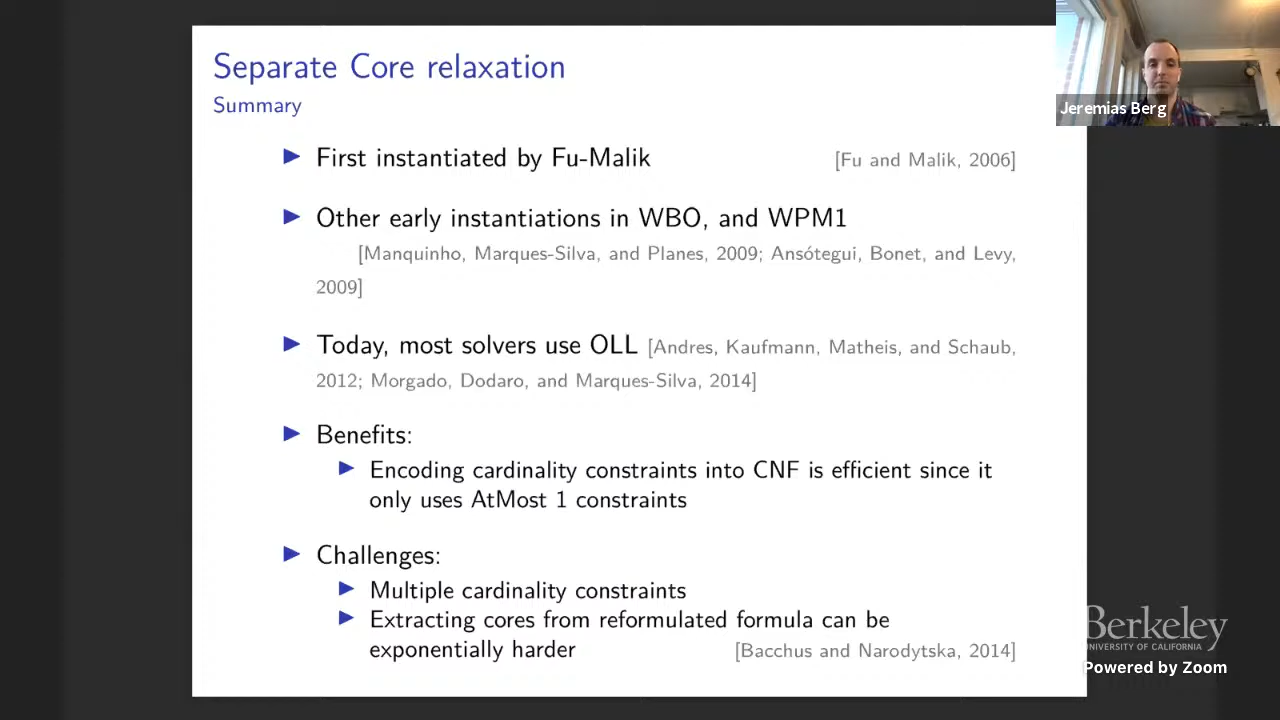 Separate Core relaxation
Summary
First instantiated by Fu-Malik [Fu and Malik, 2006]
Other early instantiations in WBO, and WPM1
[Manquinho, Marques-Silva, and Planes, 2009; Ansótegui, Bonet, and Levy,
2009]
Today, most solvers use OLL [Andres, Kaufmann, Matheis, and Schaub,
2012; Morgado, Dodaro, and Marques-Silva, 2014]
Benefits:
Encoding cardinality constraints into CNF is efficient since it
only uses AtMost 1 constraints
Challenges:
Multiple cardinality constraints
Extracting cores from reformulated formula can be
exponentially harder [Bacchus and Narodytska, 2014]
Jeremias Berg
Berkeley
UNIVERSITY OF CALIFORNIA
Powered by Zoom